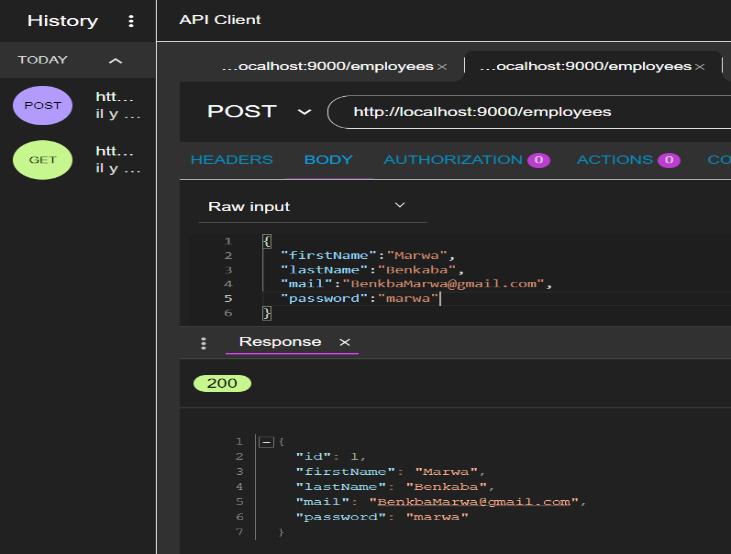 History
API Client
TODAY
POST
htt...
il y ...
GET
htt...
il y ...
...ocalhost:9000/employees ×
...ocalhost:9000/employees ×
POST
http://localhost:9000/employees
HEADERS BODY AUTHORIZATION 0 ACTIONS 0 CO
Raw input
1 {
2 "firstName":"Marwa",
3 "lastName":"Benkaba",
4 "mail":"BenkbaMarwa@gmail.com",
5 "password":"marwa"
6 }
Response ×
200
1 {
2 "id": 1,
3 "firstName": "Marwa",
4 "lastName": "Benkaba",
5 "mail": "BenkbaMarwa@gmail.com",
6 "password": "marwa"
7 }